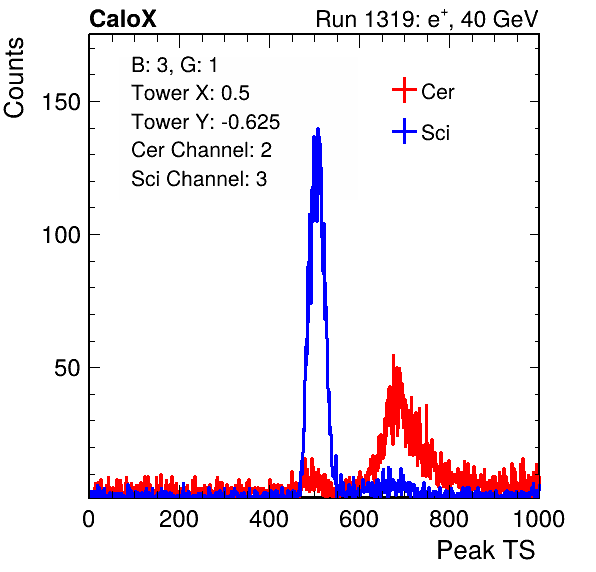 CaloX
Run 1319: e+, 40 GeV
Counts
B: 3, G: 1
Tower X: 0.5
Tower Y: -0.625
Cer Channel: 2
Sci Channel: 3
Cer
Sci
150
100
50
0 200 400 600 800 1000
Peak TS